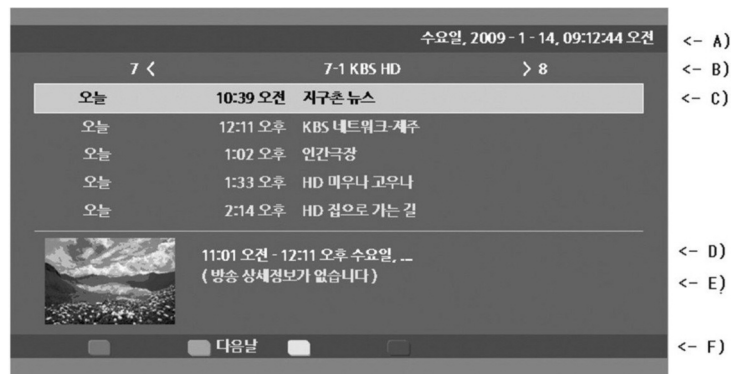 수요일, 2009 - 1 - 14, 09:12:44 오전 <- A)
7 < 7-1 KBS HD > 8 <- B)
오늘 10:39 오전 지구촌 뉴스 <- C)
오늘 12:11 오후 KBS 네트워크-제주
오늘 1:02 오후 인간극장
오늘 1:33 오후 HD 미우나 고우나
오늘 2:14 오후 HD 집으로 가는 길
11:01 오전 - 12:11 오후 수요일, ... <- D)
( 방송 상세정보가 없습니다 ) <- E)
다음날 <- F)